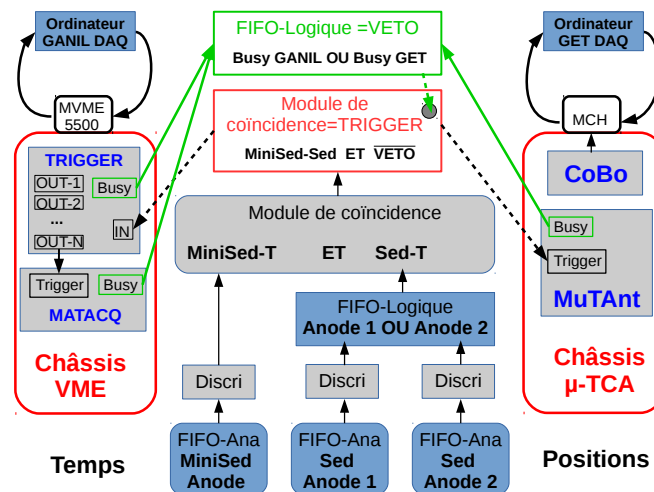 Ordinateur
GANIL DAQ
MVME
5500
TRIGGER
OUT-1
OUT-2
...
OUT-N
Busy
IN
Trigger
Busy
MATACQ
Châssis
VME
Temps
FIFO-Logique =VETO
Busy GANIL OU Busy GET
Module de
coïncidence=TRIGGER
MiniSed-Sed ET VETO
Module de coïncidence
MiniSed-T ET Sed-T
FIFO-Logique
Anode 1 OU Anode 2
Discri
Discri
Discri
FIFO-Ana
MiniSed
Anode
FIFO-Ana
Sed
Anode 1
FIFO-Ana
Sed
Anode 2
Ordinateur
GET DAQ
MCH
CoBo
Busy
Trigger
MuTAnt
Châssis
µ-TCA
Positions